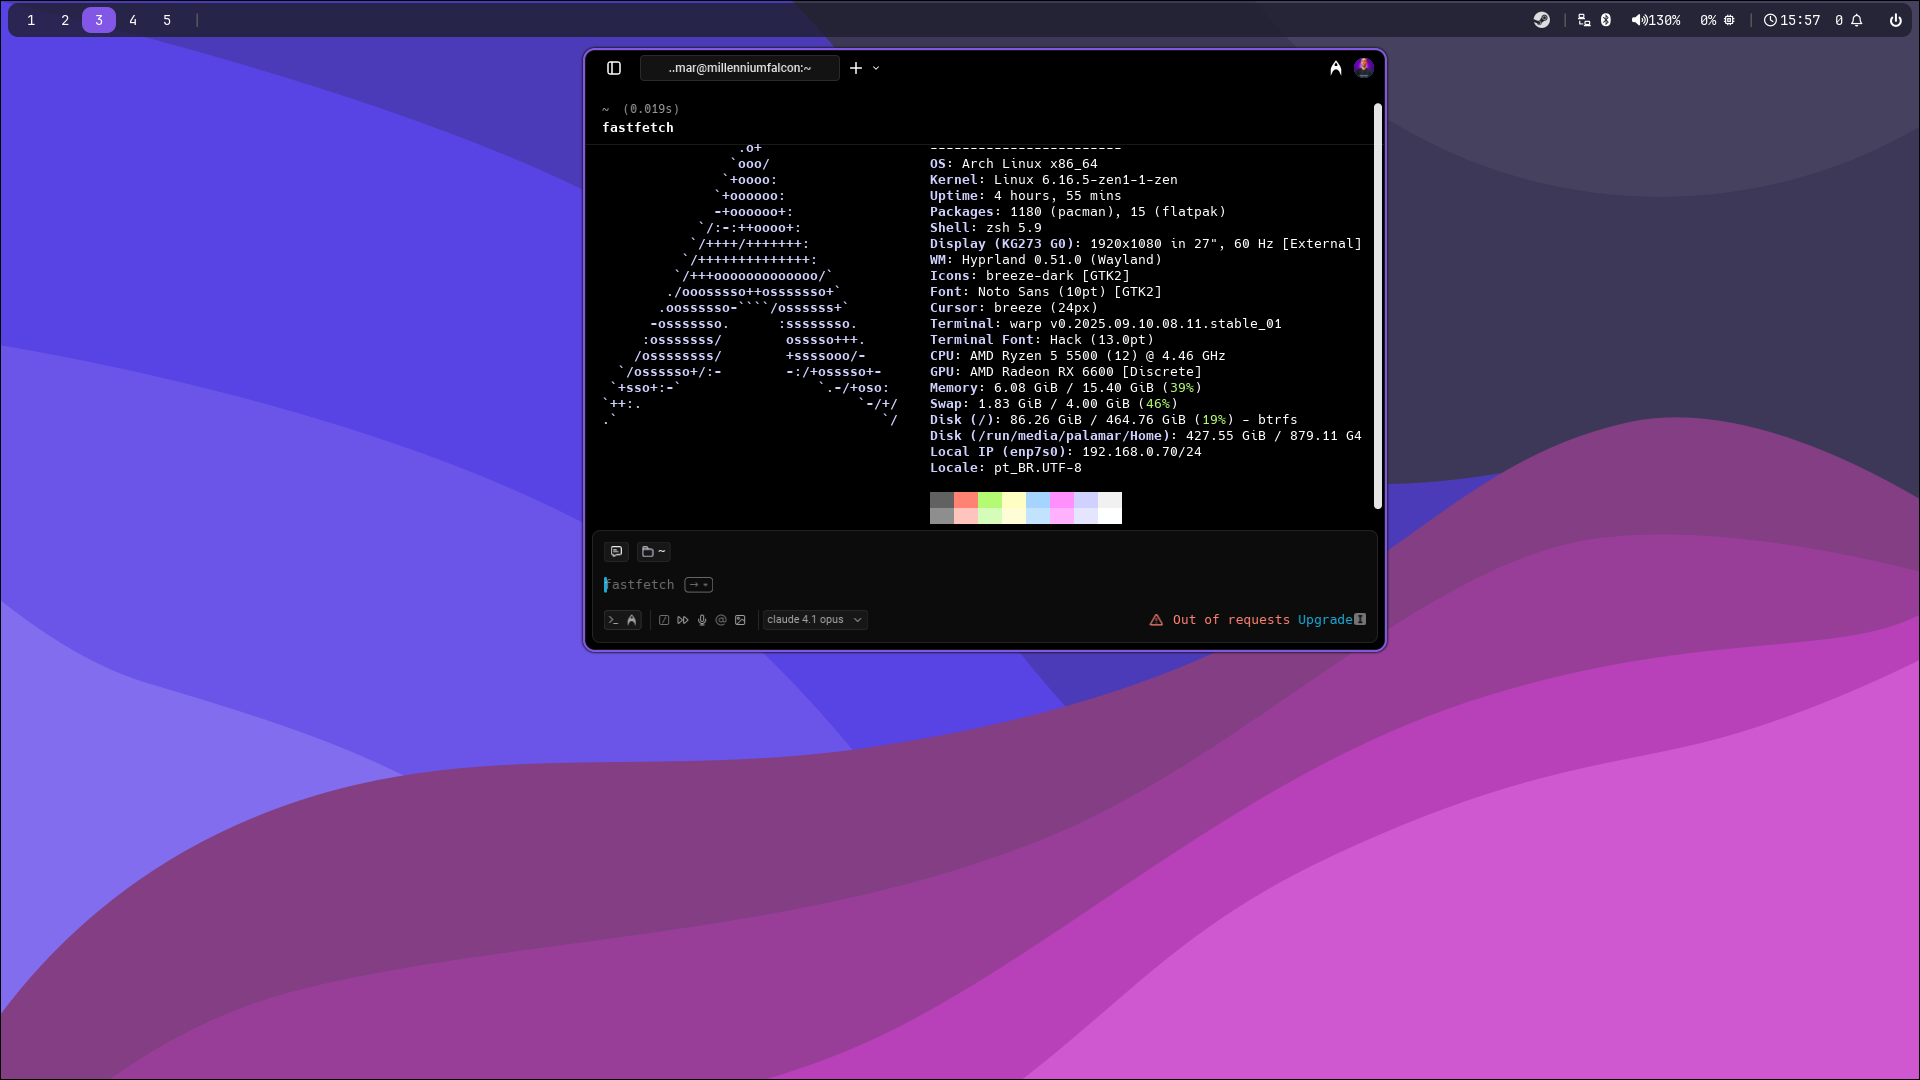 1 2 3 4 5 | | 130% 0% | 15:57 0
..mar@millenniumfalcon:~
~ (0.019s)
fastfetch
.o+ ------------------------
`ooo/ OS: Arch Linux x86_64
`+oooo: Kernel: Linux 6.16.5-zen1-1-zen
`+oooooo: Uptime: 4 hours, 55 mins
-+oooooo+: Packages: 1180 (pacman), 15 (flatpak)
`/:-:++oooo+: Shell: zsh 5.9
`/++++/+++++++: Display (KG273 G0): 1920x1080 in 27", 60 Hz [External]
`/++++++++++++++: WM: Hyprland 0.51.0 (Wayland)
`/+++ooooooooooooo/` Icons: breeze-dark [GTK2]
./ooosssso++osssssso+` Font: Noto Sans (10pt) [GTK2]
.oossssso-````/ossssss+` Cursor: breeze (24px)
-osssssso. :ssssssso. Terminal: warp v0.2025.09.10.08.11.stable_01
:osssssss/ osssso+++. Terminal Font: Hack (13.0pt)
/ossssssss/ +ssssooo/- CPU: AMD Ryzen 5 5500 (12) @ 4.46 GHz
`/ossssso+/:- -:/+osssso+- GPU: AMD Radeon RX 6600 [Discrete]
`+sso+:-` `.-/+oso: Memory: 6.08 GiB / 15.40 GiB (39%)
`++:. `-/+/ Swap: 1.83 GiB / 4.00 GiB (46%)
.` `/ Disk (/): 86.26 GiB / 464.76 GiB (19%) - btrfs
Disk (/run/media/palamar/Home): 427.55 GiB / 879.11 G4
Local IP (enp7s0): 192.168.0.70/24
Locale: pt_BR.UTF-8
~
fastfetch
claude 4.1 opus Out of requests Upgrade